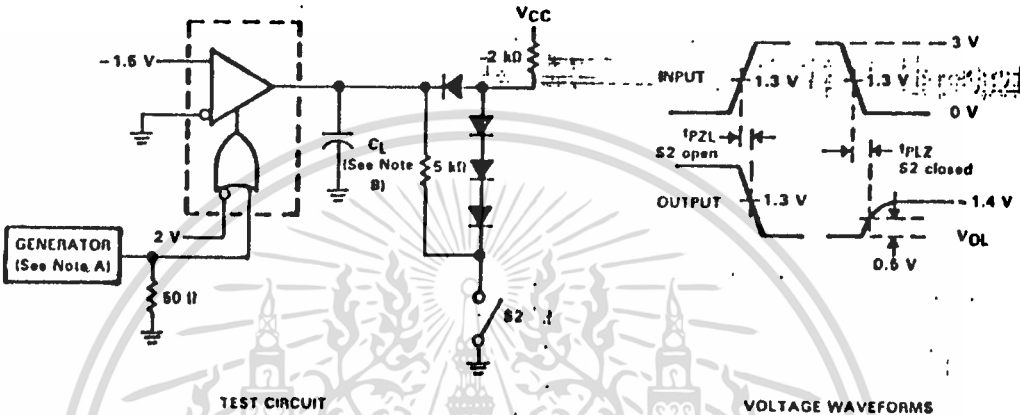 VCC
-1.5 V
2 kΩ
CL
(See Note
B)
5 kΩ
2 V
GENERATOR
(See Note A)
50 Ω
S2
TEST CIRCUIT
3 V
INPUT
1.3 V
1.3 V
0 V
tPZL
S2 open
tPLZ
S2 closed
OUTPUT
1.3 V
~ 1.4 V
VOL
0.5 V
VOLTAGE WAVEFORMS